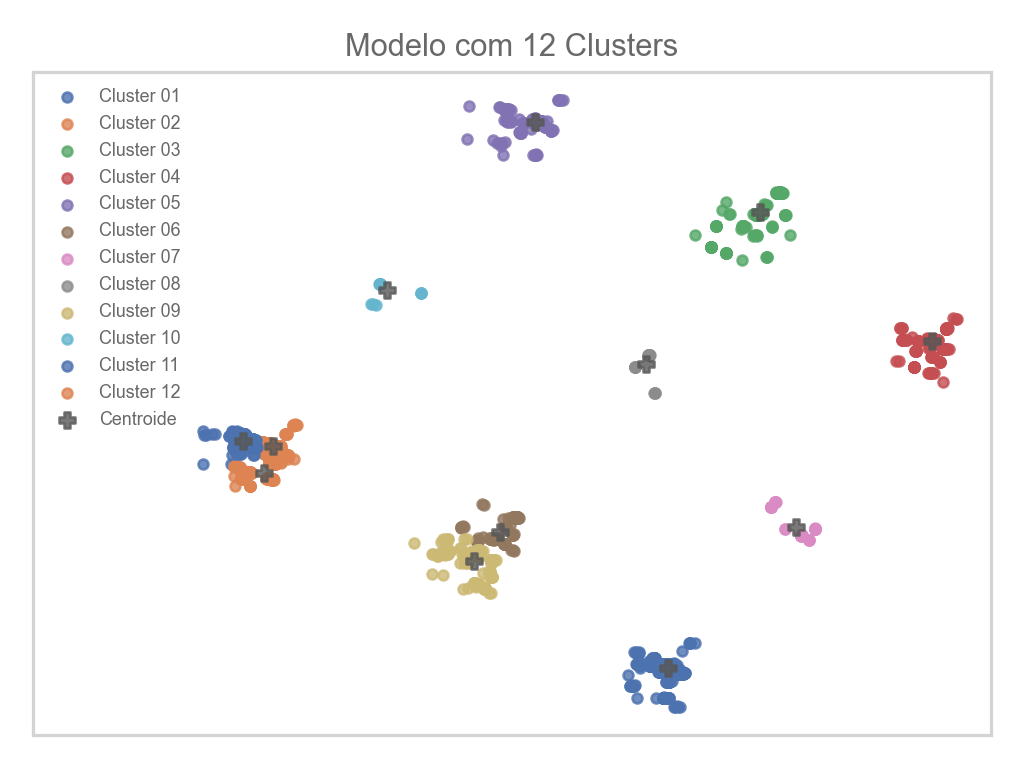 Modelo com 12 Clusters
Cluster 01
Cluster 02
Cluster 03
Cluster 04
Cluster 05
Cluster 06
Cluster 07
Cluster 08
Cluster 09
Cluster 10
Cluster 11
Cluster 12
Centroide